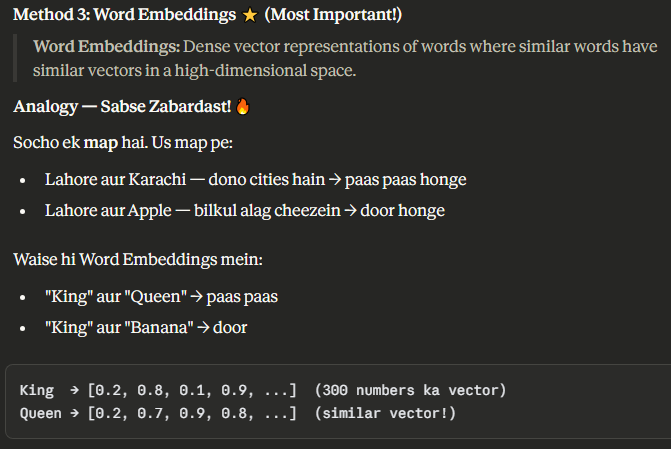 Method 3: Word Embeddings ⭐ (Most Important!)
Word Embeddings: Dense vector representations of words where similar words have
similar vectors in a high-dimensional space.
Analogy — Sabse Zabardast! 🔥
Socho ek map hai. Us map pe:
• Lahore aur Karachi — dono cities hain → paas paas honge
• Lahore aur Apple — bilkul alag cheezein → door honge
Waise hi Word Embeddings mein:
• "King" aur "Queen" → paas paas
• "King" aur "Banana" → door
King → [0.2, 0.8, 0.1, 0.9, ...] (300 numbers ka vector)
Queen → [0.2, 0.7, 0.9, 0.8, ...] (similar vector!)